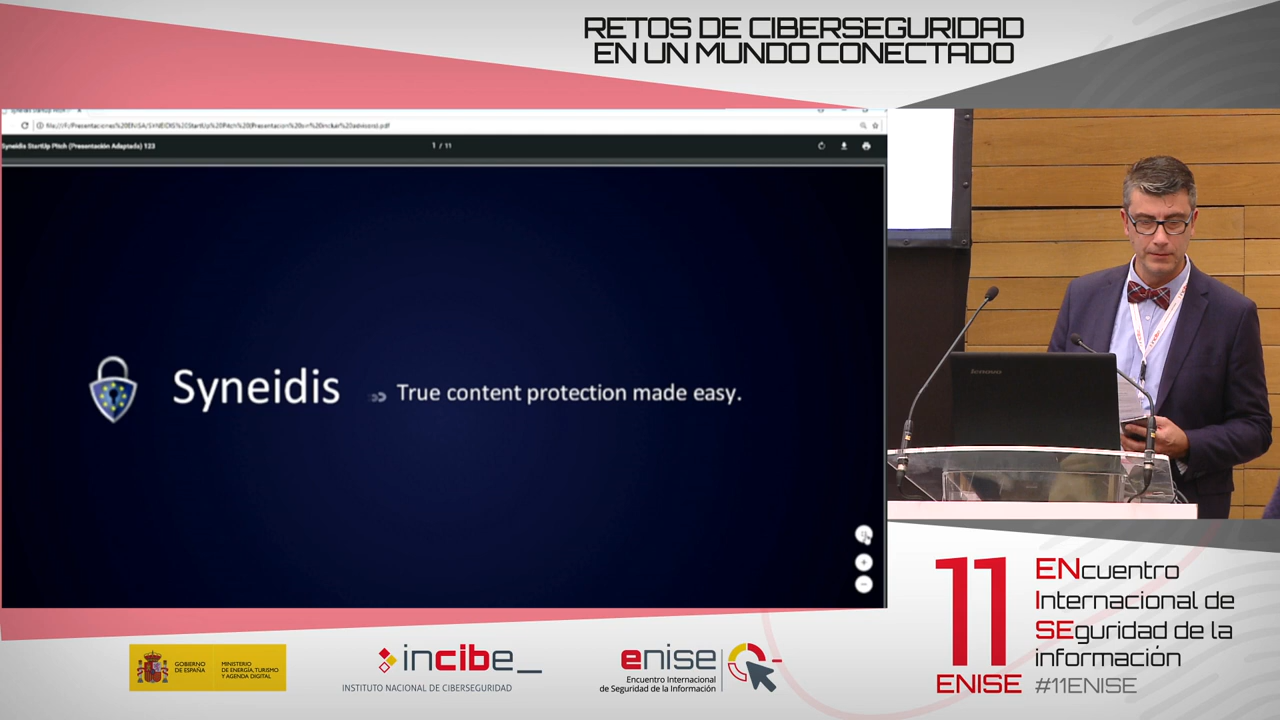 RETOS DE CIBERSEGURIDAD
EN UN MUNDO CONECTADO
Syneidis StartUp Pitch (Presentación Adaptada) 123
1 / 11
Syneidis
True content protection made easy.
lenovo
GOBIERNO
DE ESPAÑA
MINISTERIO
DE ENERGÍA, TURISMO
Y AGENDA DIGITAL
incibe_
INSTITUTO NACIONAL DE CIBERSEGURIDAD
enise
Encuentro Internacional
de Seguridad de la Información
11
ENISE
ENcuentro
Internacional de
SEguridad de la
información
#11ENISE